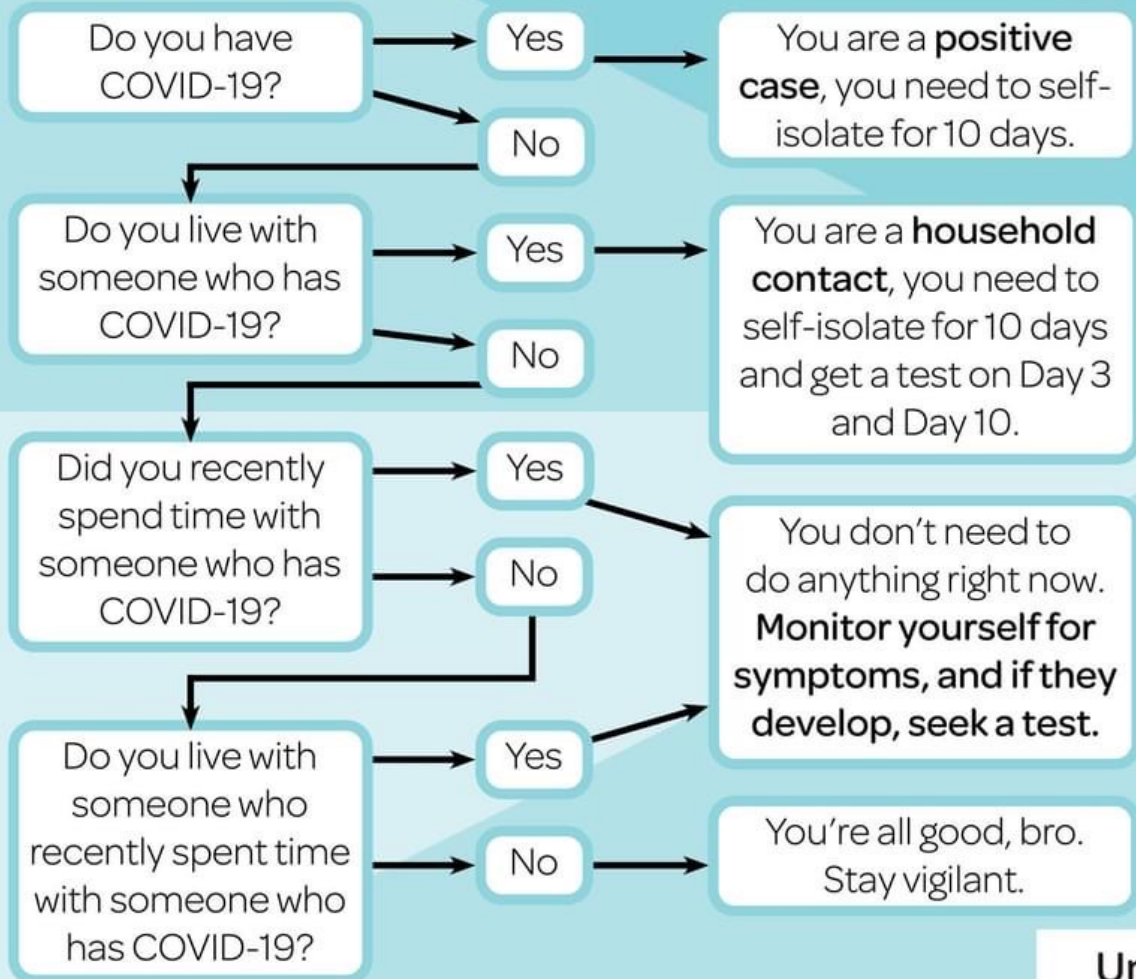 Do you have
COVID-19?
Yes
You are a positive
case, you need to self-
isolate for 10 days.
No
Do you live with
someone who has
COVID-19?
Yes
You are a household
contact, you need to
self-isolate for 10 days
and get a test on Day 3
and Day 10.
No
Did you recently
spend time with
someone who has
COVID-19?
Yes
No
You don't need to
do anything right now.
Monitor yourself for
symptoms, and if they
develop, seek a test.
Do you live with
someone who
recently spent time
with someone who
has COVID-19?
Yes
No
You're all good, bro.
Stay vigilant.